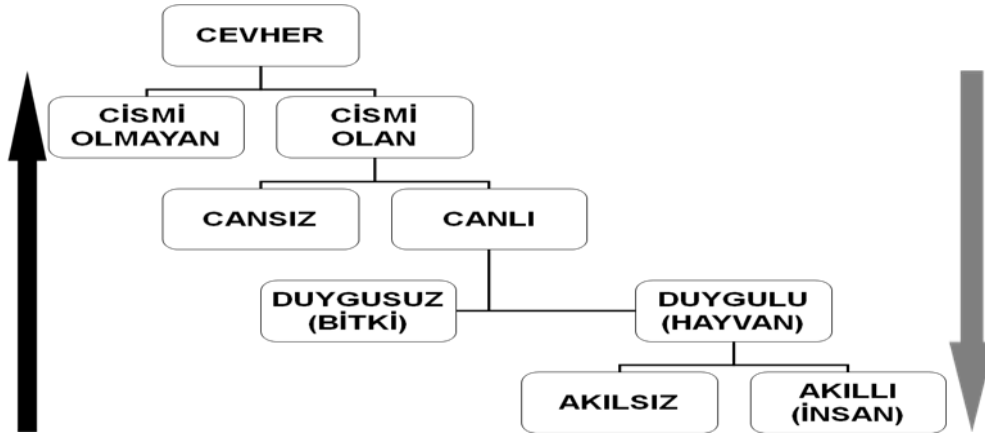 CEVHER
CİSMİ
OLMAYAN
CİSMİ
OLAN
CANSIZ
CANLI
DUYGUSUZ
(BİTKİ)
DUYGULU
(HAYVAN)
AKILSIZ
AKILLI
(İNSAN)